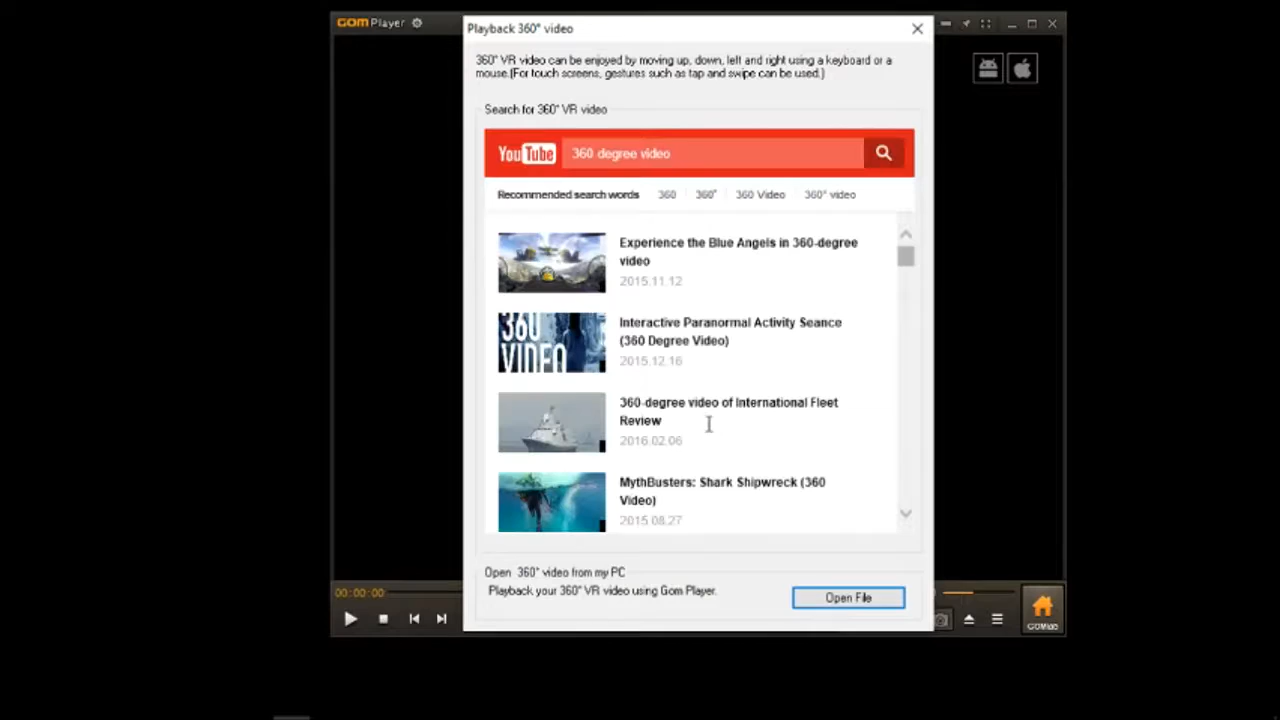 GOM Player
Playback 360° video
360° VR video can be enjoyed by moving up, down, left and right using a keyboard or a
mouse.(For touch screens, gestures such as tap and swipe can be used.)
Search for 360° VR video
YouTube 360 degree video
Recommended search words 360 360° 360 Video 360° video
Experience the Blue Angels in 360-degree
video
2015.11.12
360
VIDEO
Interactive Paranormal Activity Seance
(360 Degree Video)
2015.12.16
360-degree video of International Fleet
Review
2016.02.06
MythBusters: Shark Shipwreck (360
Video)
2015.08.27
Open 360° video from my PC
Playback your 360° VR video using Gom Player.
Open File
00:00:00
GOMLab